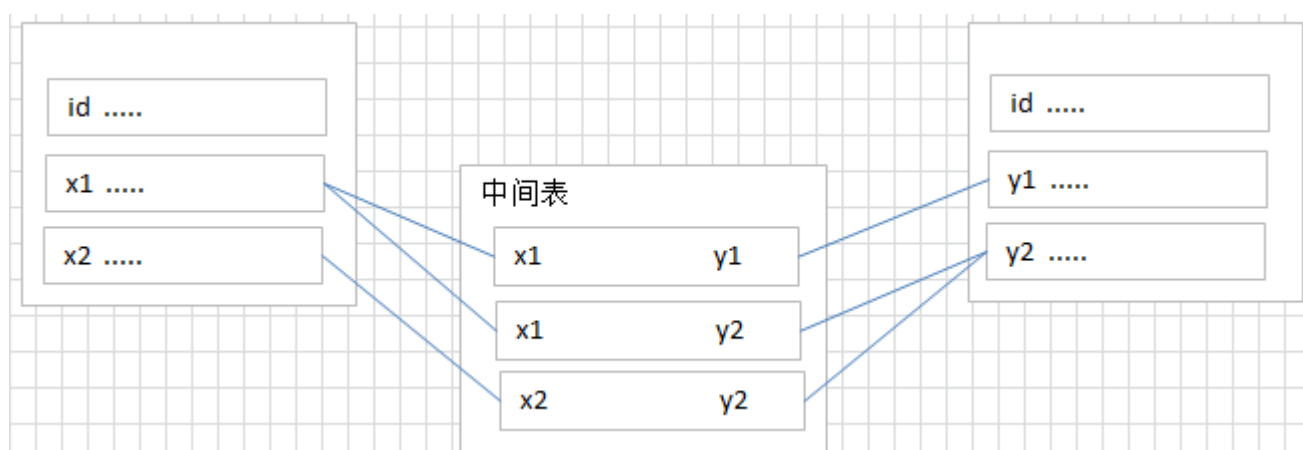 id .....
x1 .....
x2 .....
中间表
x1 y1
x1 y2
x2 y2
id .....
y1 .....
y2 .....